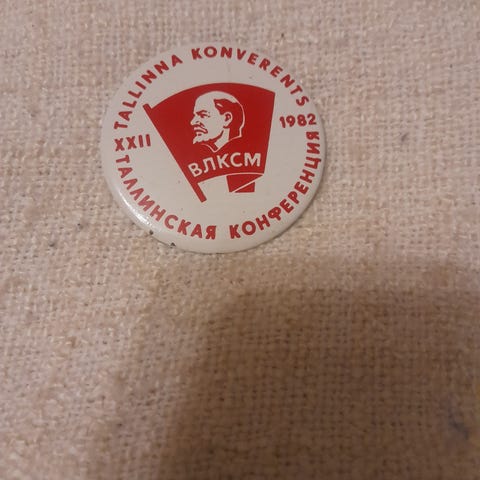 XXII TALLINNA KONVERENTS 1982
ВЛКСМ
ТАЛЛИНСКАЯ КОНФЕРЕНЦИЯ